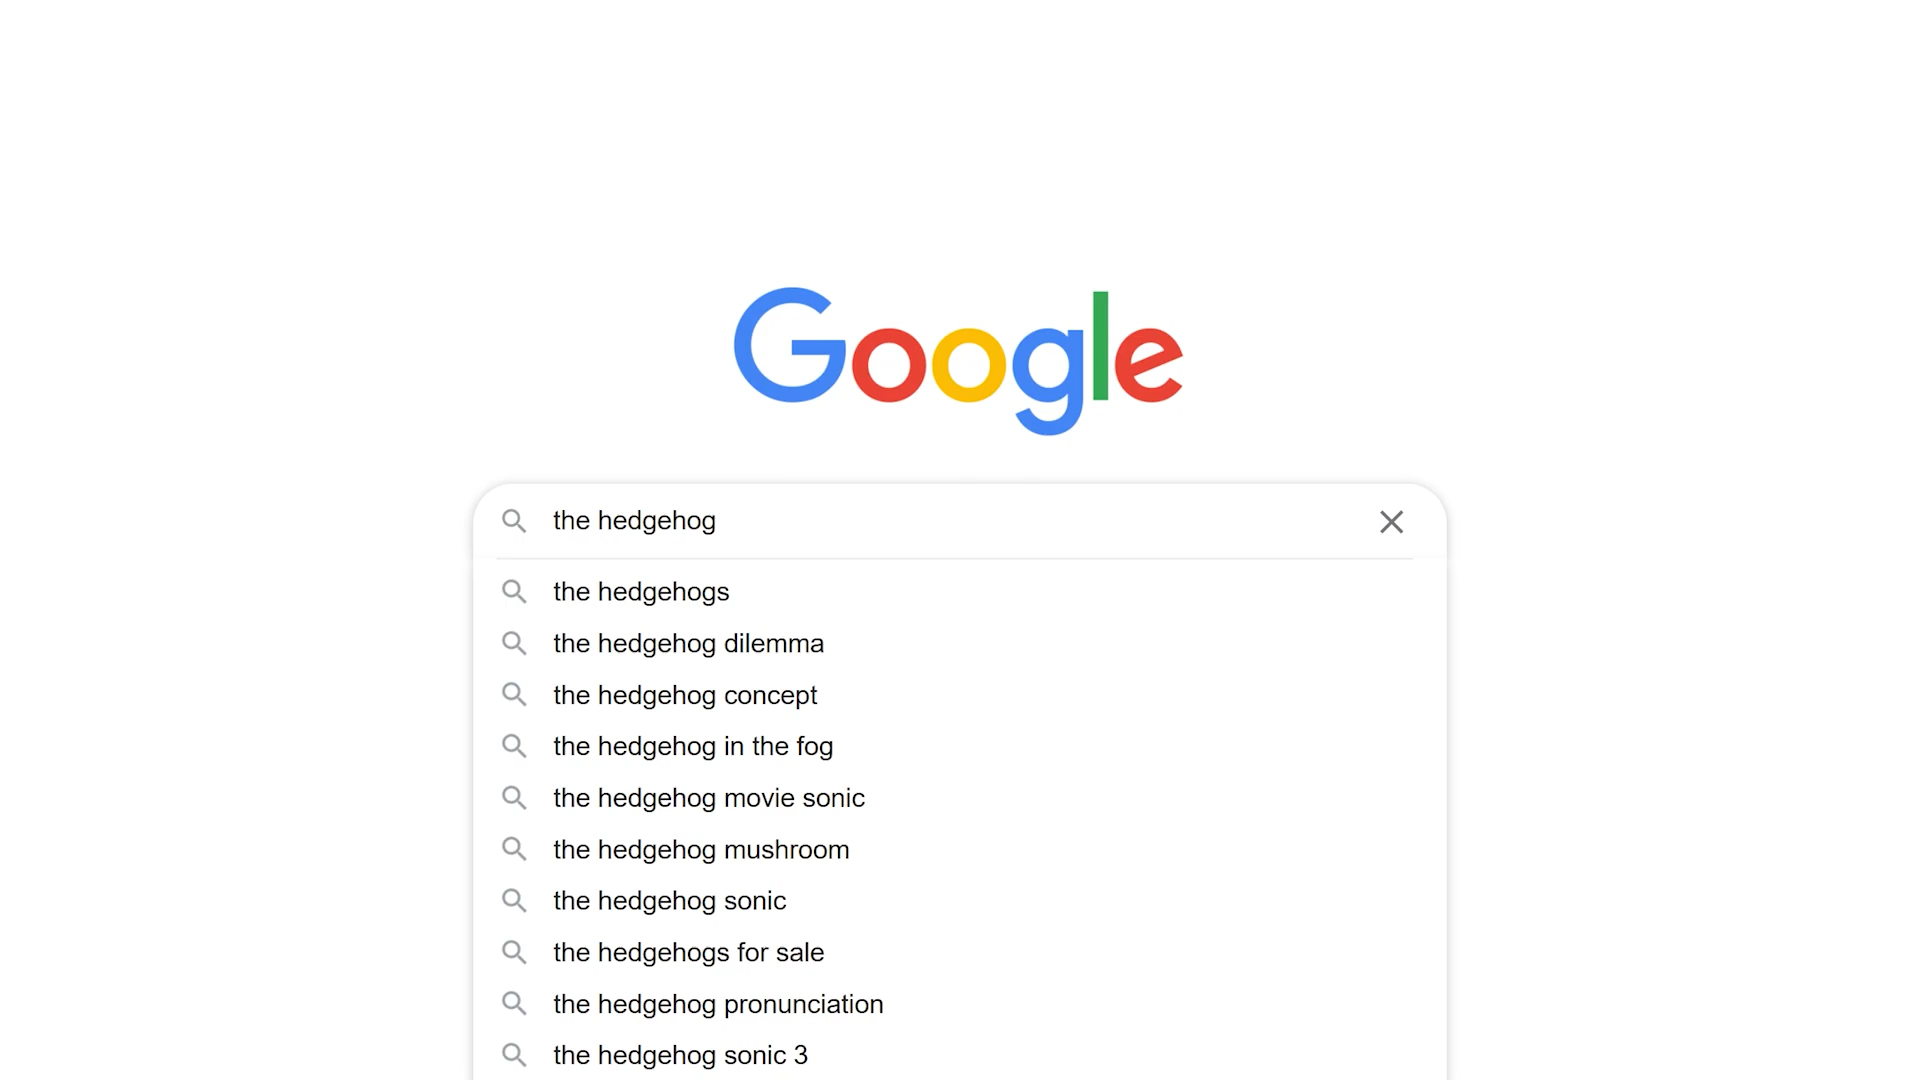 Google
the hedgehog
the hedgehogs
the hedgehog dilemma
the hedgehog concept
the hedgehog in the fog
the hedgehog movie sonic
the hedgehog mushroom
the hedgehog sonic
the hedgehogs for sale
the hedgehog pronunciation
the hedgehog sonic 3